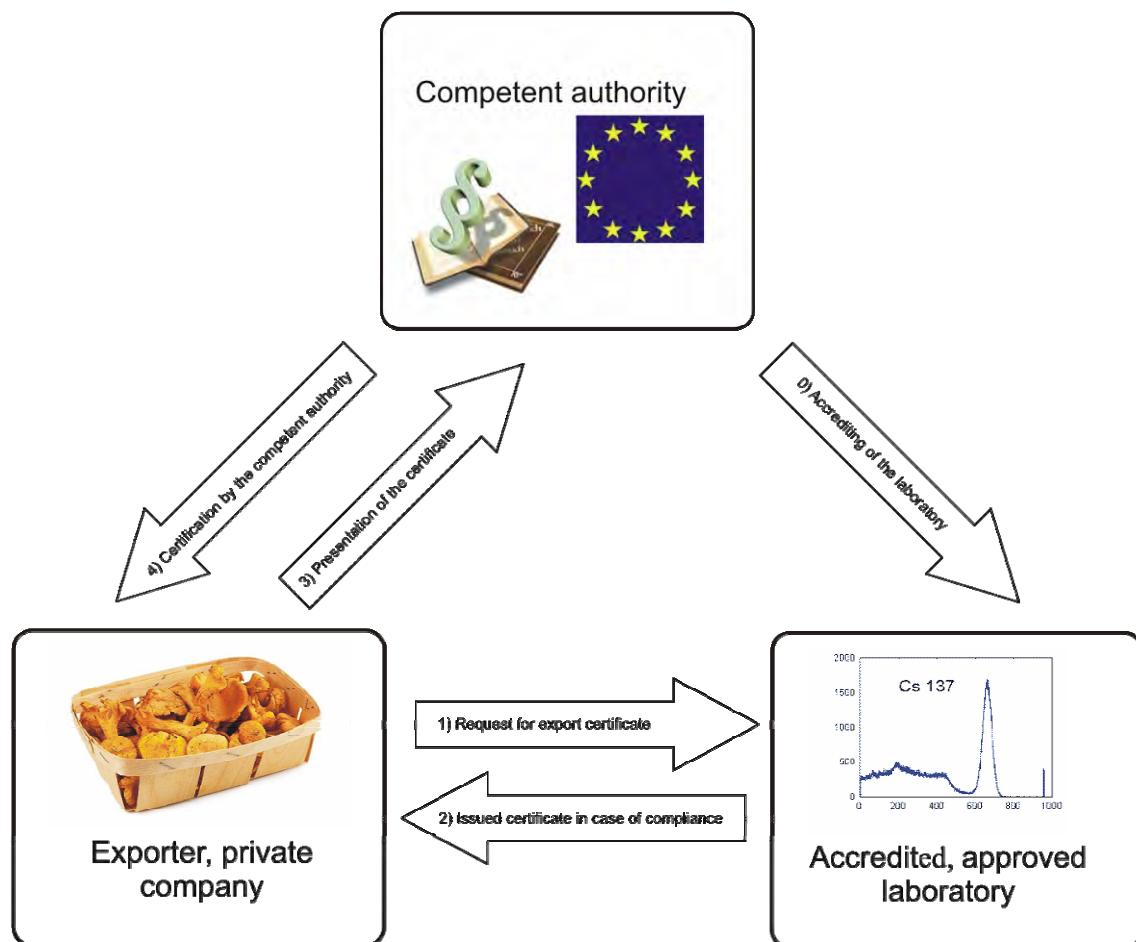 Competent authority
4) Certification by the competent authority
3) Presentation of the certificate
0) Accrediting of the laboratory
1) Request for export certificate
2) Issued certificate in case of compliance
Exporter, private
company
2000
1500
1000
500
0
Cs 137
0
200
400
600
800
1000
Accredited, approved
laboratory